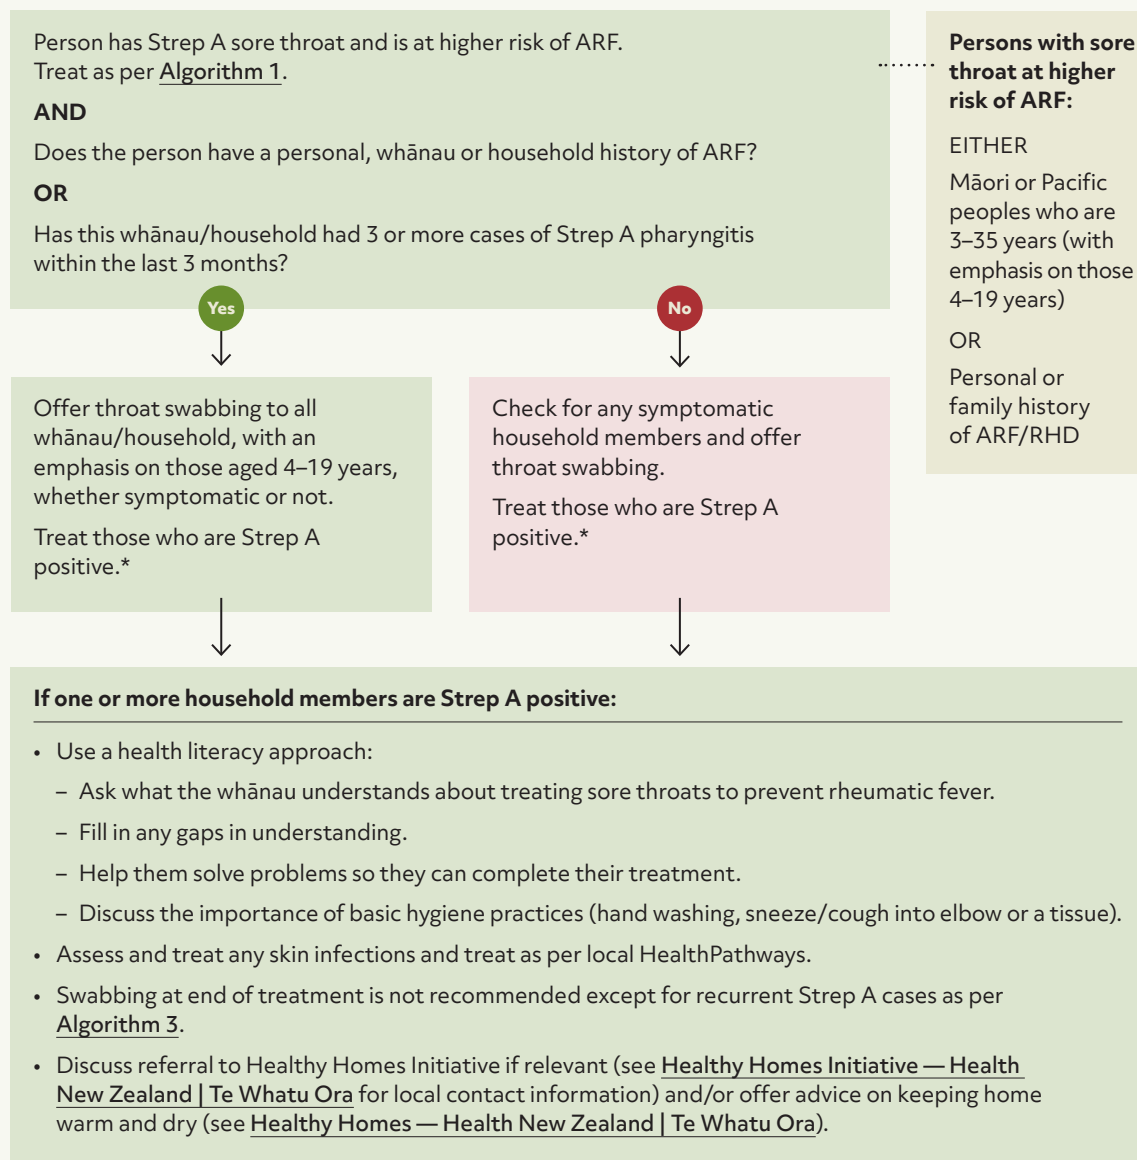 Person has Strep A sore throat and is at higher risk of ARF.
Treat as per Algorithm 1.
AND
Does the person have a personal, whānau or household history of ARF?
OR
Has this whānau/household had 3 or more cases of Strep A pharyngitis
within the last 3 months?
Persons with sore
throat at higher
risk of ARF:
EITHER
Māori or Pacific
peoples who are
3–35 years (with
emphasis on those
4–19 years)
OR
Personal or
family history
of ARF/RHD
Yes
No
Offer throat swabbing to all
whānau/household, with an
emphasis on those aged 4–19 years,
whether symptomatic or not.
Treat those who are Strep A
positive.*
Check for any symptomatic
household members and offer
throat swabbing.
Treat those who are Strep A
positive.*
If one or more household members are Strep A positive:
• Use a health literacy approach:
– Ask what the whānau understands about treating sore throats to prevent rheumatic fever.
– Fill in any gaps in understanding.
– Help them solve problems so they can complete their treatment.
– Discuss the importance of basic hygiene practices (hand washing, sneeze/cough into elbow or a tissue).
• Assess and treat any skin infections and treat as per local HealthPathways.
• Swabbing at end of treatment is not recommended except for recurrent Strep A cases as per
Algorithm 3.
• Discuss referral to Healthy Homes Initiative if relevant (see Healthy Homes Initiative — Health
New Zealand | Te Whatu Ora for local contact information) and/or offer advice on keeping home
warm and dry (see Healthy Homes — Health New Zealand | Te Whatu Ora).